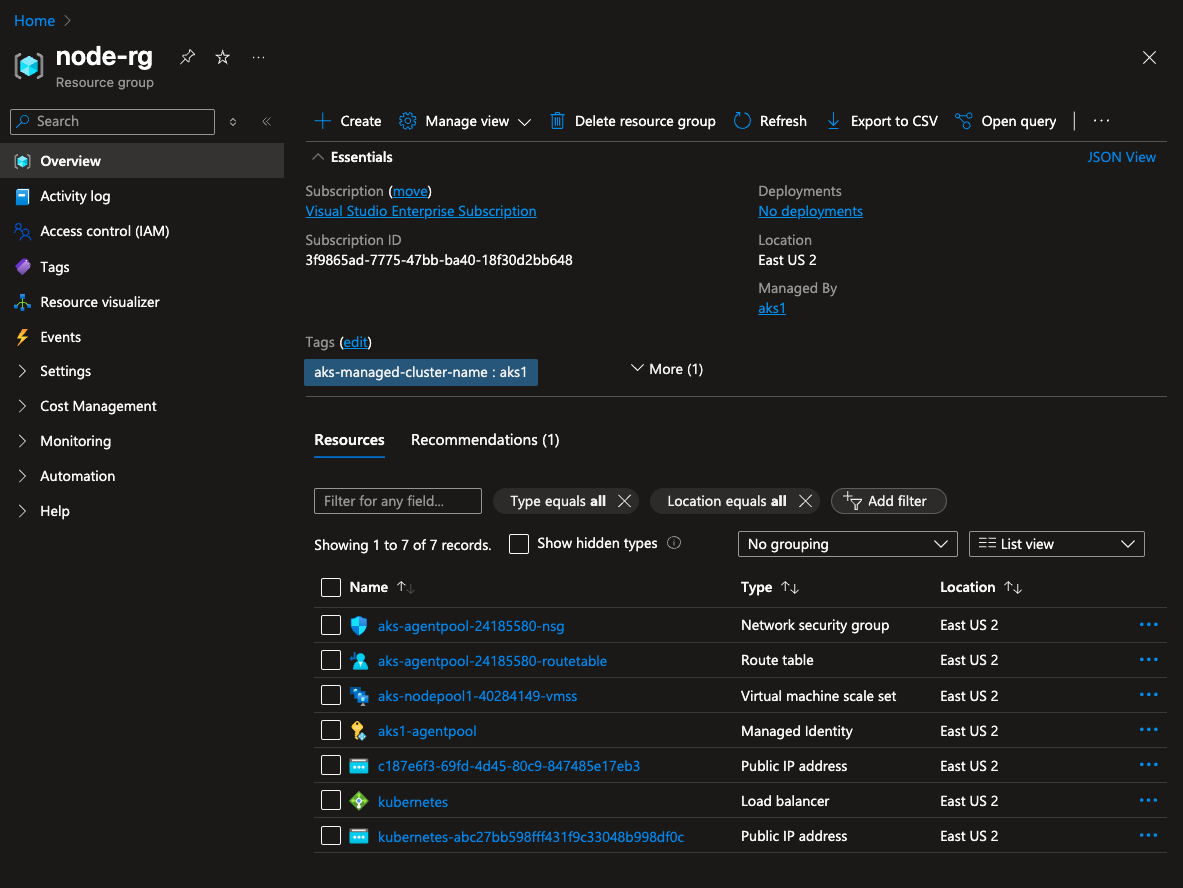 Home
node-rg
Resource group
Search
Create
Manage view
Delete resource group
Refresh
Export to CSV
Open query
Overview
Activity log
Access control (IAM)
Tags
Resource visualizer
Events
Settings
Cost Management
Monitoring
Automation
Help
Essentials
JSON View
Subscription (move)
Visual Studio Enterprise Subscription
Subscription ID
3f9865ad-7775-47bb-ba40-18f30d2bb648
Deployments
No deployments
Location
East US 2
Managed By
aks1
Tags (edit)
aks-managed-cluster-name : aks1
More (1)
Resources Recommendations (1)
Filter for any field...
Type equals all
Location equals all
Add filter
Showing 1 to 7 of 7 records.
Show hidden types
No grouping
List view
Name Type Location
aks-agentpool-24185580-nsg Network security group East US 2
aks-agentpool-24185580-routetable Route table East US 2
aks-nodepool1-40284149-vmss Virtual machine scale set East US 2
aks1-agentpool Managed Identity East US 2
c187e6f3-69fd-4d45-80c9-847485e17eb3 Public IP address East US 2
kubernetes Load balancer East US 2
kubernetes-abc27bb598fff431f9c33048b998df0c Public IP address East US 2